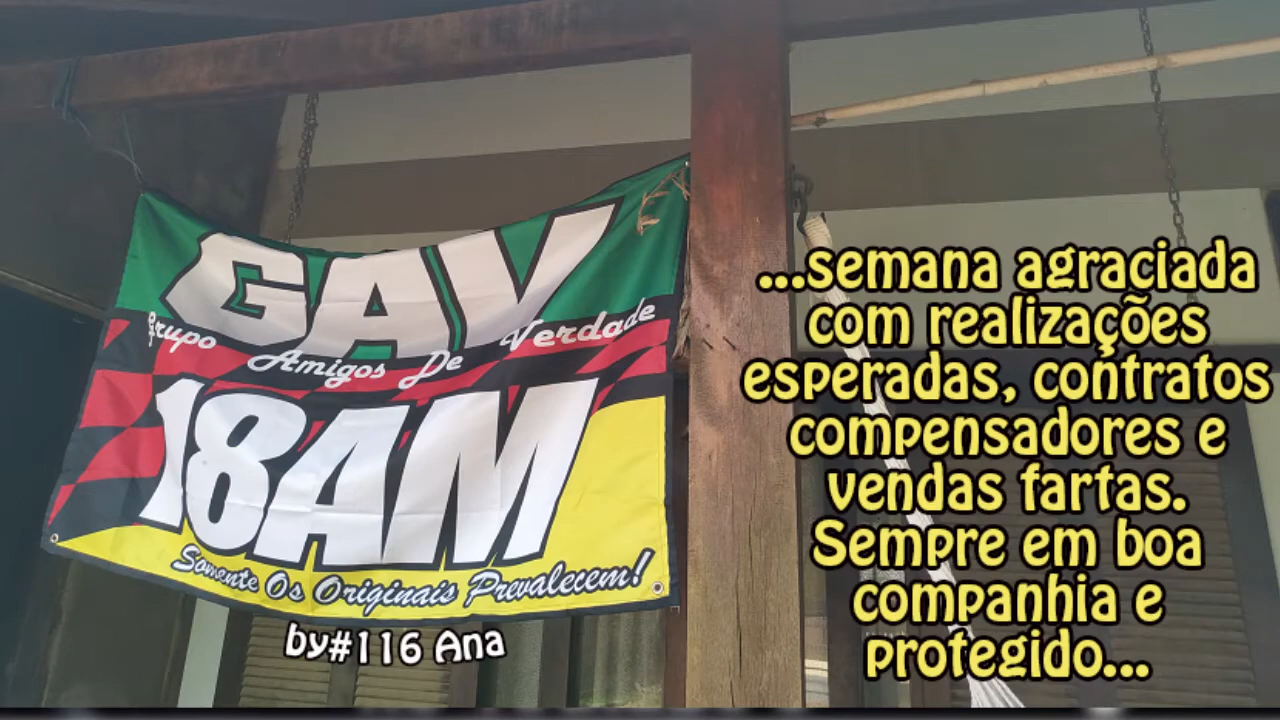 GAV
Grupo Amigos De Verdade
18AM
Somente Os Originais Prevalecem!
by#116 Ana
...semana agraciada
com realizações
esperadas, contratos
compensadores e
vendas fartas.
Sempre em boa
companhia e
protegido...